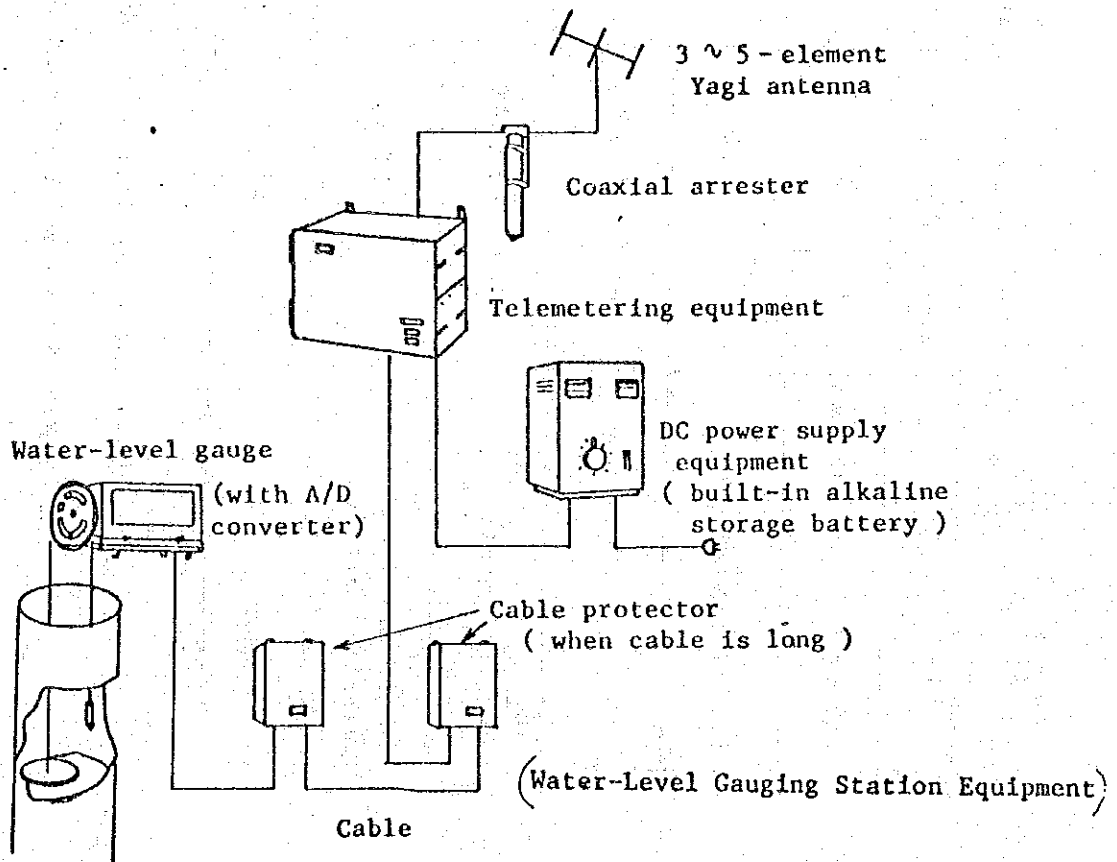 3 ~ 5 - element
Yagi antenna
Coaxial arrester
Telemetering equipment
Water-level gauge
(with A/D
converter)
DC power supply
equipment
( built-in alkaline
storage battery )
Cable protector
( when cable is long )
(Water-Level Gauging Station Equipment)
Cable